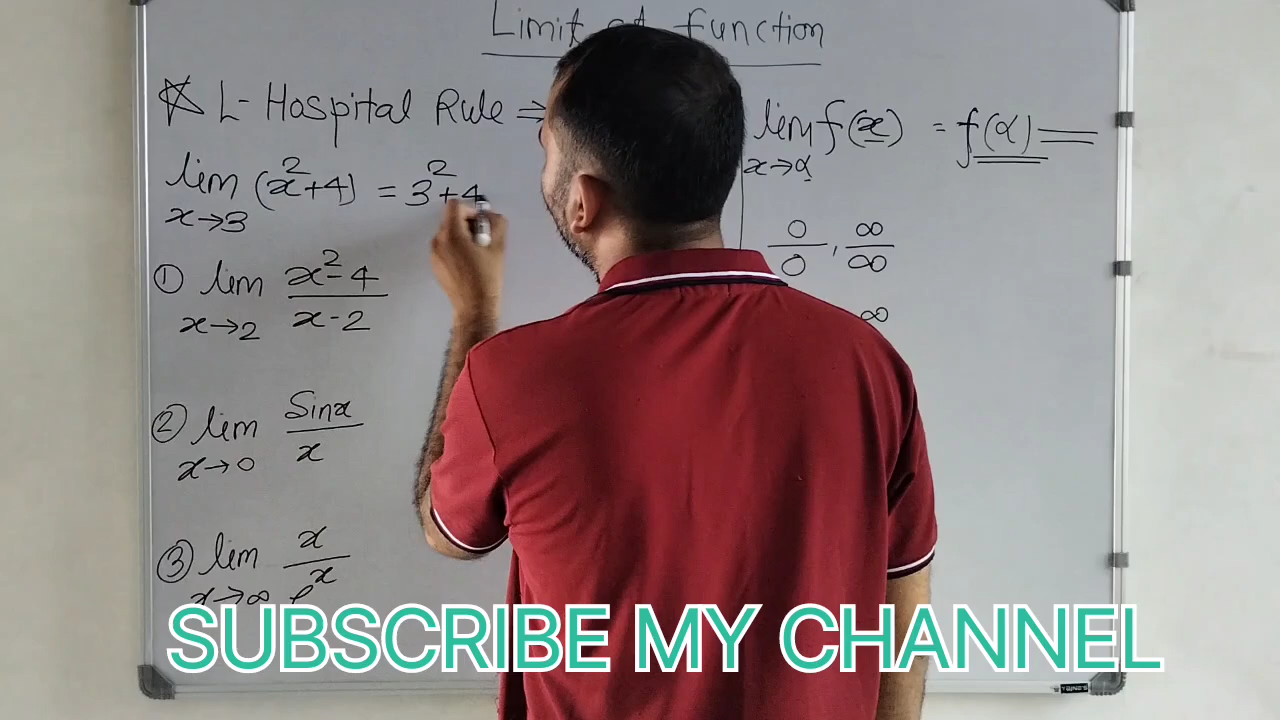 Limit of function
L-Hospital Rule ⇒
lim (x²+4) = 3²+4
x→3
① lim x²-4
x→2 x-2
② lim Sinx
x→0 x
③ lim x
x→∞ eˣ
lim f(x) = f(α)
x→α
0/0 , ∞/∞
∞
SUBSCRIBE MY CHANNEL